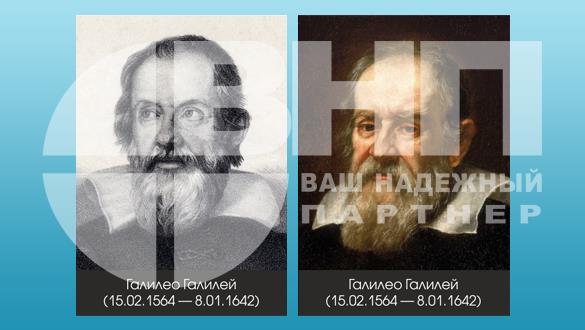 ВНП
ВАШ НАДЕЖНЫЙ
ПАРТНЕР
Галилео Галилей
(15.02.1564 — 8.01.1642)
Галилео Галилей
(15.02.1564 — 8.01.1642)